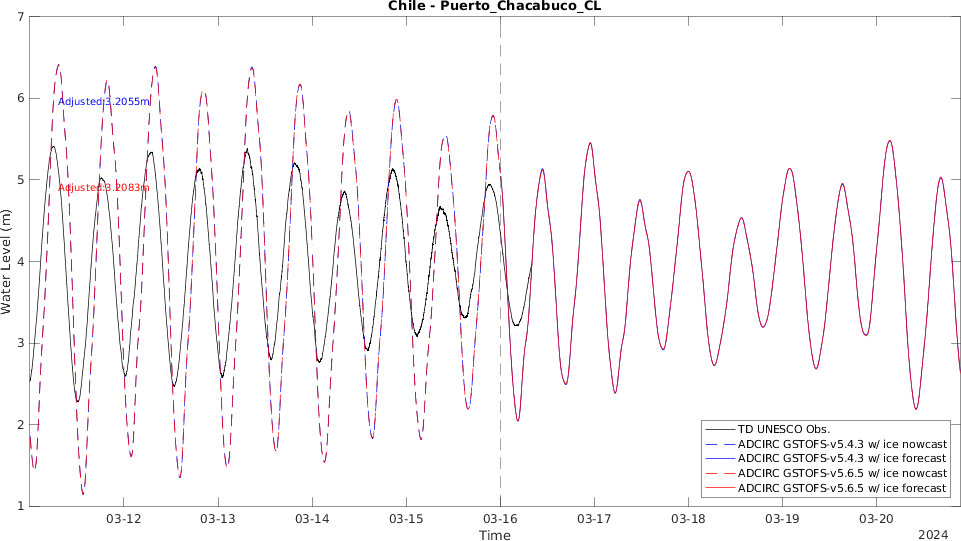 Chile - Puerto_Chacabuco_CL
7
6
5
4
3
2
1
Water Level (m)
Adjusted:3.2055m
Adjusted:3.2083m
TD UNESCO Obs.
ADCIRC GSTOFS-v5.4.3 w/ ice nowcast
ADCIRC GSTOFS-v5.4.3 w/ ice forecast
ADCIRC GSTOFS-v5.6.5 w/ ice nowcast
ADCIRC GSTOFS-v5.6.5 w/ ice forecast
03-12 03-13 03-14 03-15 03-16 03-17 03-18 03-19 03-20
Time
2024